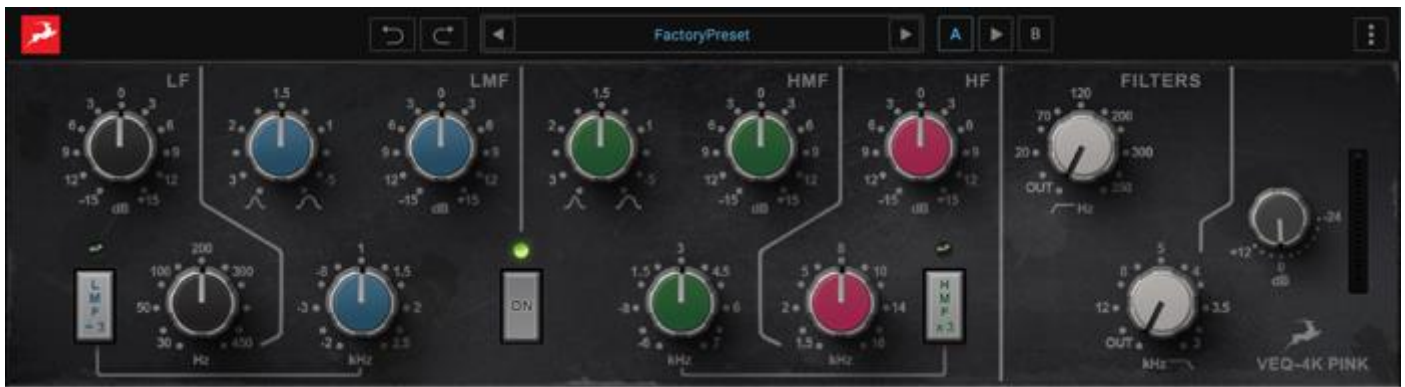 FactoryPreset
A
B
LF
LMF
HMF
HF
FILTERS
0
3 3
6 6
9 9
12 12
-15 +15
dB
1.5
2 1
3 .5
0
3 3
6 6
9 9
12 12
-15 +15
dB
1.5
2 1
3 .5
0
3 3
6 6
9 9
12 12
-15 +15
dB
0
3 3
6 6
9 9
12 12
-15 +15
dB
120
70 200
20 300
OUT 350
Hz
-24
+12
0
dB
LMF
÷3
200
100 300
50
30 450
Hz
1
.8 1.5
.3 2
.2 2.5
kHz
ON
3
1.5 4.5
.8 6
.6 7
kHz
8
5 10
2 14
1.5 16
kHz
HMF
x3
5
8 4
12 3.5
OUT 3
kHz
VEQ-4K PINK